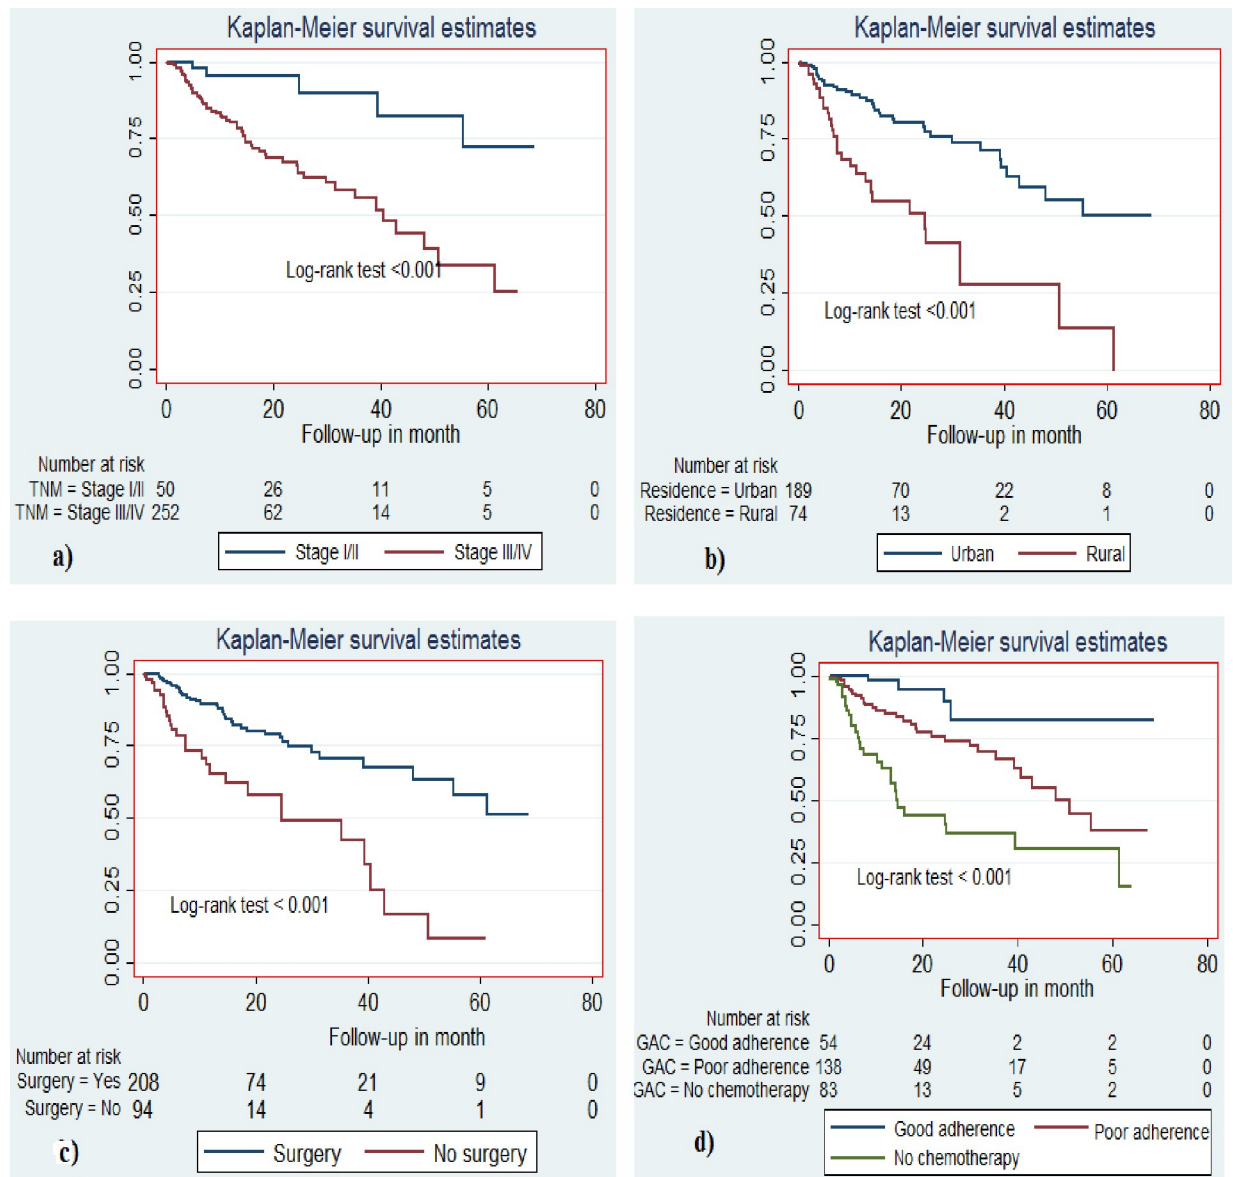 Kaplan-Meier survival estimates
1.00
0.75
0.50
0.25
0.00
Log-rank test <0.001
0 20 40 60 80
Follow-up in month
Number at risk
TNM = Stage I/II 50 26 11 5 0
TNM = Stage III/IV 252 62 14 5 0
a)
Stage I/II Stage III/IV
Kaplan-Meier survival estimates
1.00
0.75
0.50
0.25
0.00
Log-rank test <0.001
0 20 40 60 80
Follow-up in month
Number at risk
Residence = Urban 189 70 22 8 0
Residence = Rural 74 13 2 1 0
b)
Urban Rural
Kaplan-Meier survival estimates
1.00
0.75
0.50
0.25
0.00
Log-rank test < 0.001
0 20 40 60 80
Follow-up in month
Number at risk
Surgery = Yes 208 74 21 9 0
Surgery = No 94 14 4 1 0
c)
Surgery No surgery
Kaplan-Meier survival estimates
1.00
0.75
0.50
0.25
0.00
Log-rank test < 0.001
0 20 40 60 80
Follow-up in month
Number at risk
GAC = Good adherence 54 24 2 2 0
GAC = Poor adherence 138 49 17 5 0
GAC = No chemotherapy 83 13 5 2 0
d)
Good adherence Poor adherence
No chemotherapy